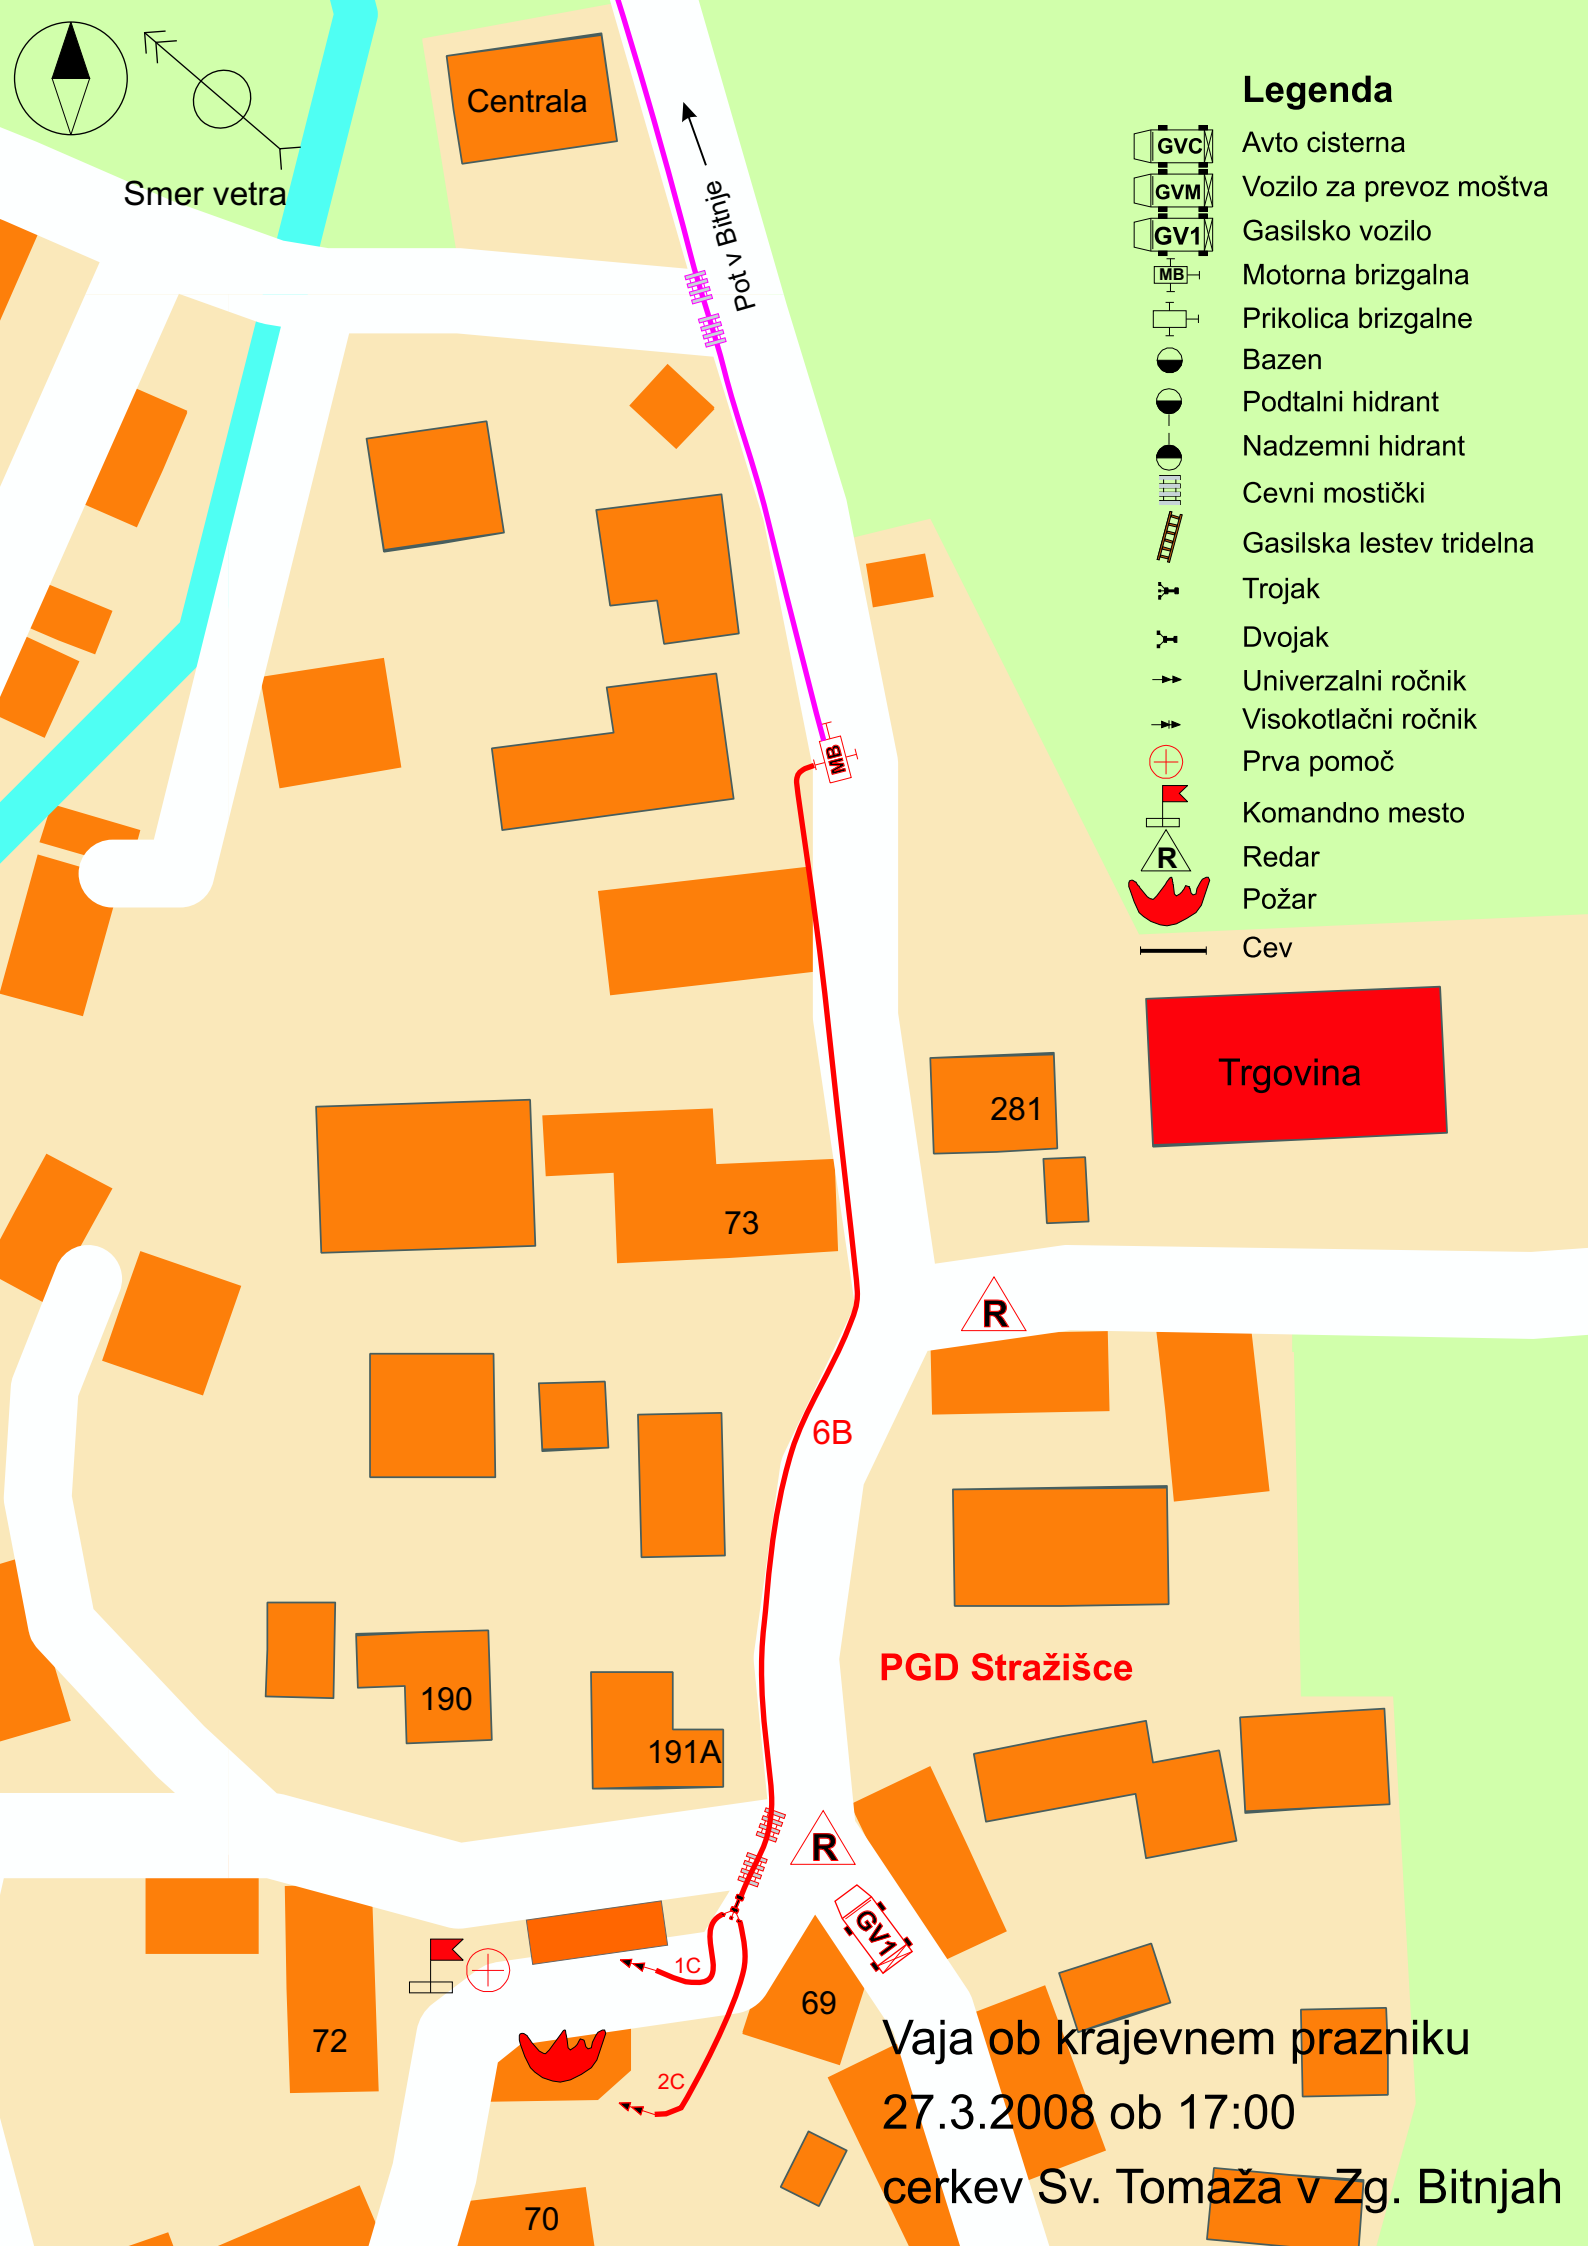 Centrala
Smer vetra
Pot v Bitnje
Legenda
GVC Avto cisterna
GVM Vozilo za prevoz moštva
GV1 Gasilsko vozilo
MB Motorna brizgalna
Prikolica brizgalne
Bazen
Podtalni hidrant
Nadzemni hidrant
Cevni mostički
Gasilska lestev tridelna
Trojak
Dvojak
Univerzalni ročnik
Visokotlačni ročnik
Prva pomoč
Komandno mesto
R Redar
Požar
Cev
MB
Trgovina
281
73
R
6B
PGD Stražišce
190
191A
R
GV1
1C
69
72
2C
70
Vaja ob krajevnem prazniku
27.3.2008 ob 17:00
cerkev Sv. Tomaža v Zg. Bitnjah